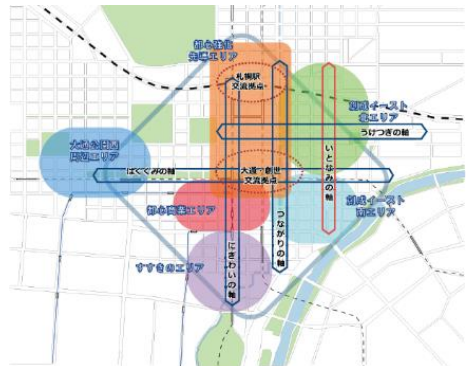 都心強化
先導エリア
札幌駅
交流拠点
創成イースト
北エリア
うけつぎの軸
大通公園西
周辺エリア
はぐくみの軸
大通・創世
交流拠点
いとなみの軸
都心商業エリア
つながりの軸
創成イースト
南エリア
すすきのエリア
にぎわいの軸